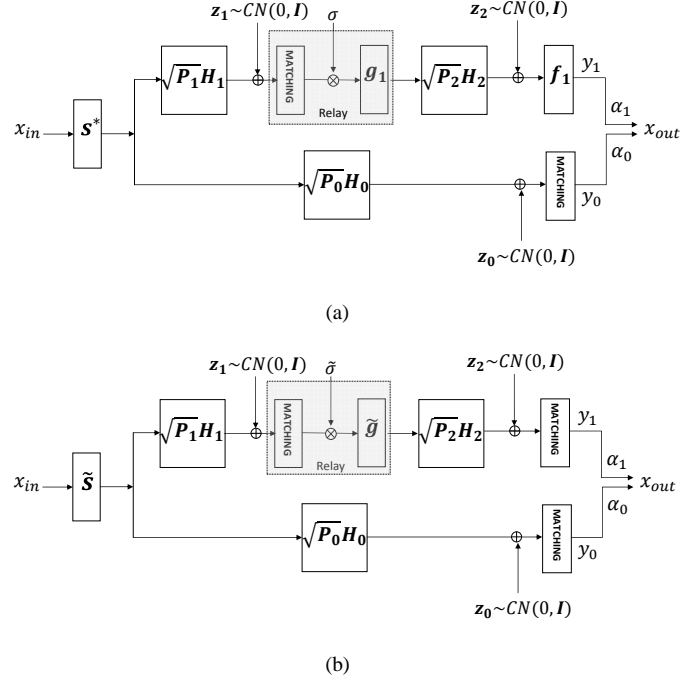 z₁~CN(0, I)
σ
z₂~CN(0, I)
x_in
s*
√P₁H₁
MATCHING
g₁
Relay
√P₂H₂
f₁
y₁
α₁
x_out
α₀
√P₀H₀
MATCHING
y₀
z₀~CN(0, I)
(a)
z₁~CN(0, I)
σ̃
z₂~CN(0, I)
x_in
s̃
√P₁H₁
MATCHING
g̃
Relay
√P₂H₂
MATCHING
y₁
α₁
x_out
α₀
√P₀H₀
MATCHING
y₀
z₀~CN(0, I)
(b)